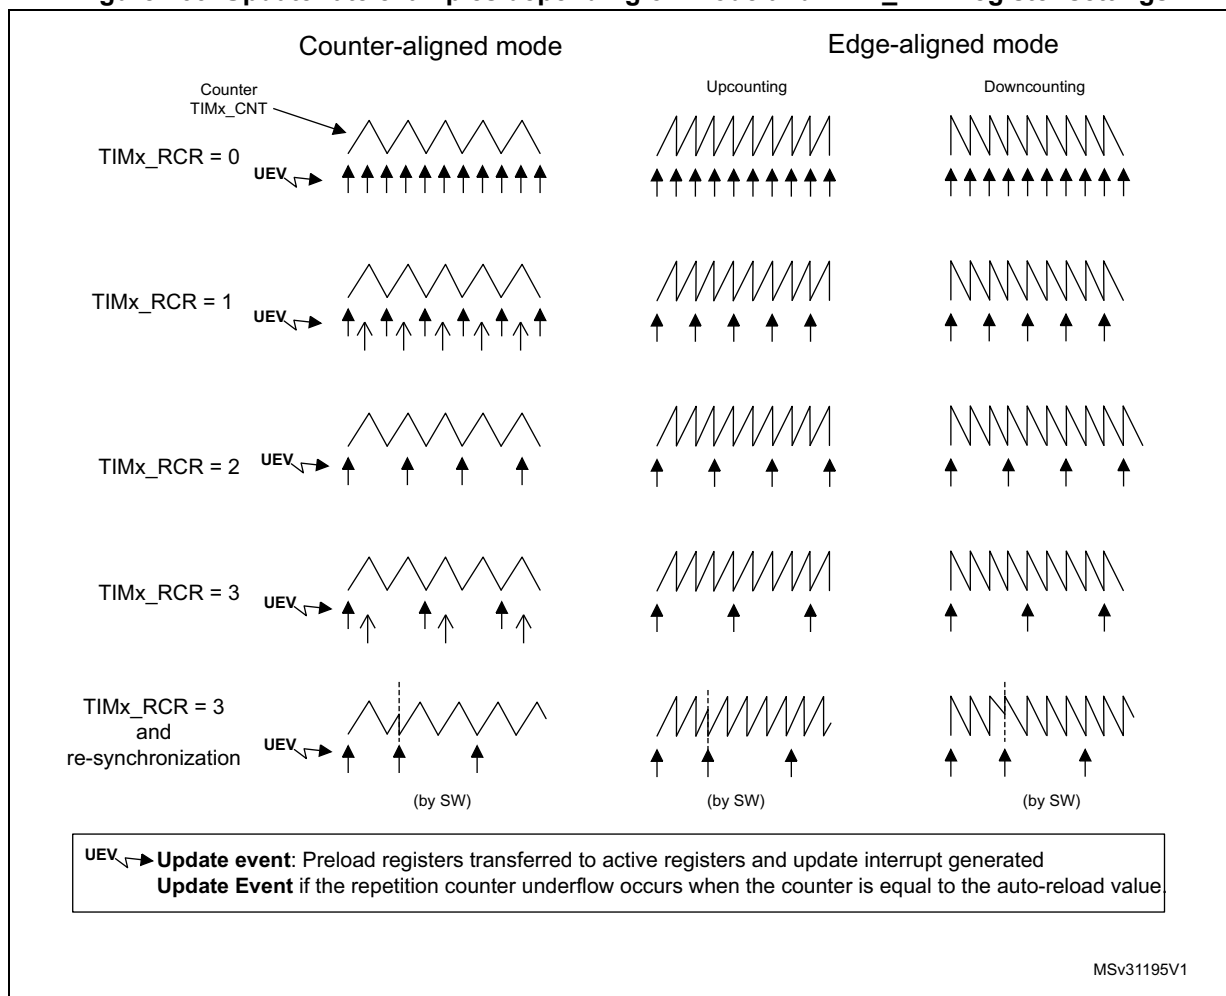 Counter-aligned mode Edge-aligned mode
Counter
TIMx_CNT
Upcounting Downcounting
TIMx_RCR = 0
UEV
TIMx_RCR = 1
UEV
TIMx_RCR = 2
UEV
TIMx_RCR = 3
UEV
TIMx_RCR = 3
and
re-synchronization
UEV
(by SW) (by SW) (by SW)
UEV Update event: Preload registers transferred to active registers and update interrupt generated
Update Event if the repetition counter underflow occurs when the counter is equal to the auto-reload value.
MSv31195V1